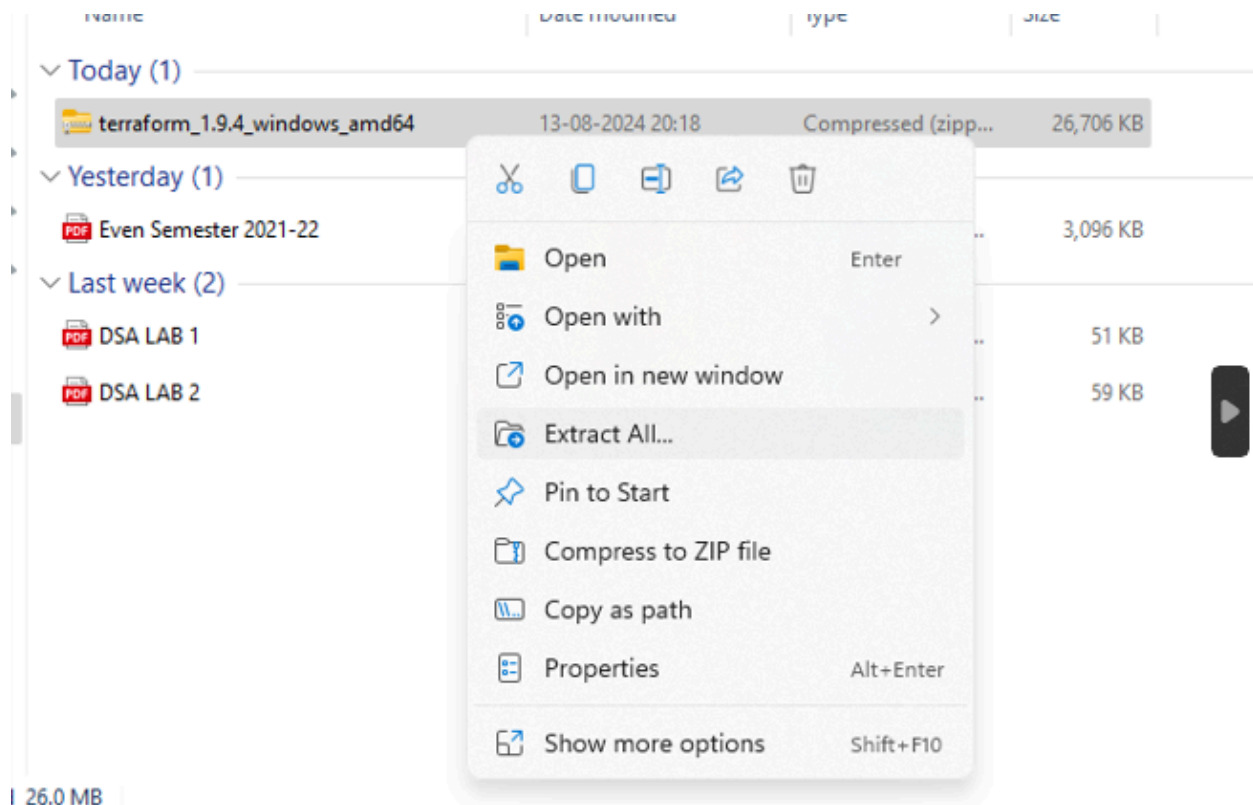 Name Date modified Type Size
Today (1)
terraform_1.9.4_windows_amd64 13-08-2024 20:18 Compressed (zipp... 26,706 KB
Yesterday (1)
PDF Even Semester 2021-22 .. 3,096 KB
Open Enter
Last week (2)
Open with
PDF DSA LAB 1 .. 51 KB
Open in new window
PDF DSA LAB 2 .. 59 KB
Extract All...
Pin to Start
Compress to ZIP file
Copy as path
Properties Alt+Enter
Show more options Shift+F10
26.0 MB